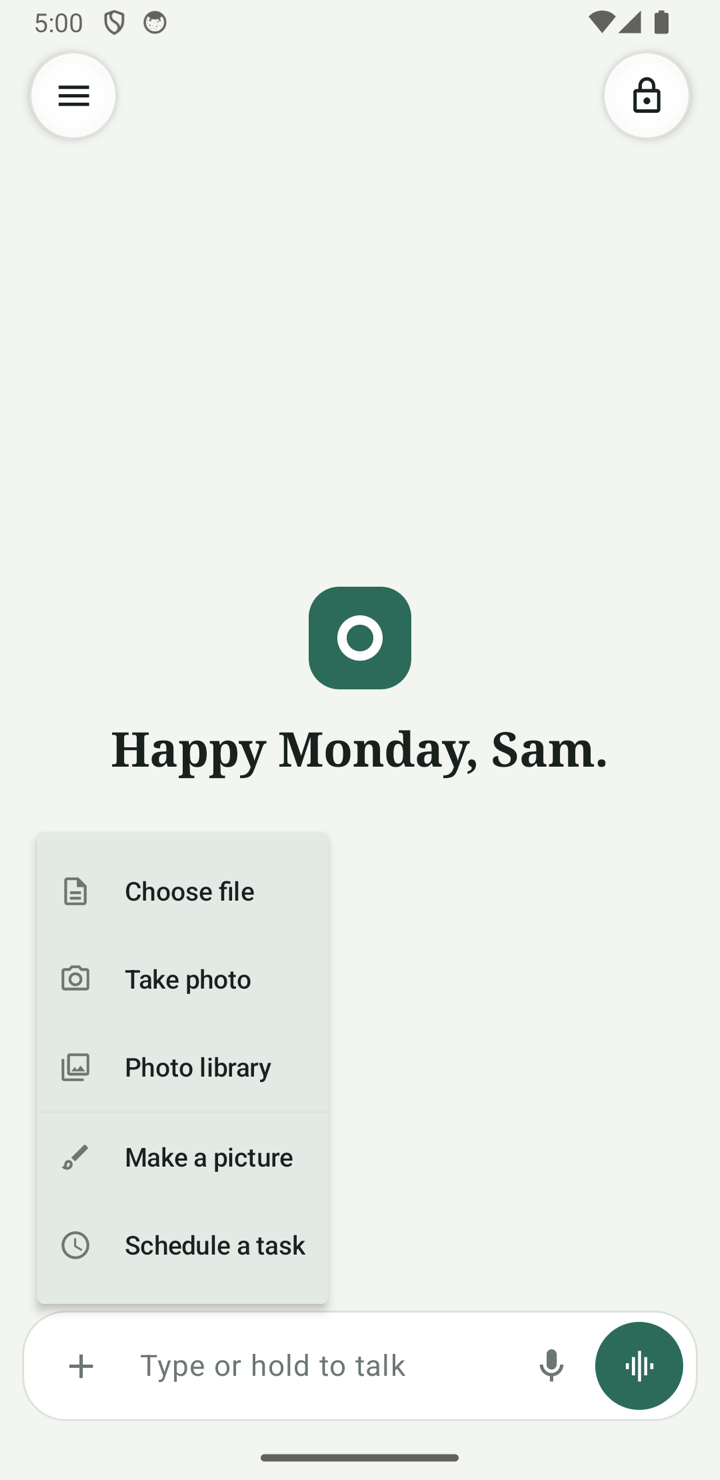 5:00
Happy Monday, Sam.
Choose file
Take photo
Photo library
Make a picture
Schedule a task
Type or hold to talk